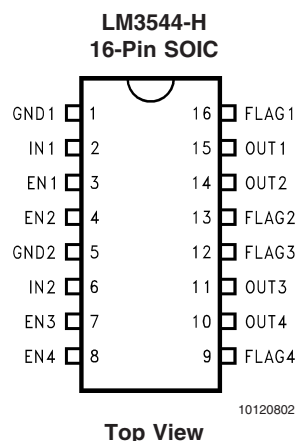 LM3544-H
16-Pin SOIC
GND1 1 16 FLAG1
IN1 2 15 OUT1
EN1 3 14 OUT2
EN2 4 13 FLAG2
GND2 5 12 FLAG3
IN2 6 11 OUT3
EN3 7 10 OUT4
EN4 8 9 FLAG4
10120802
Top View